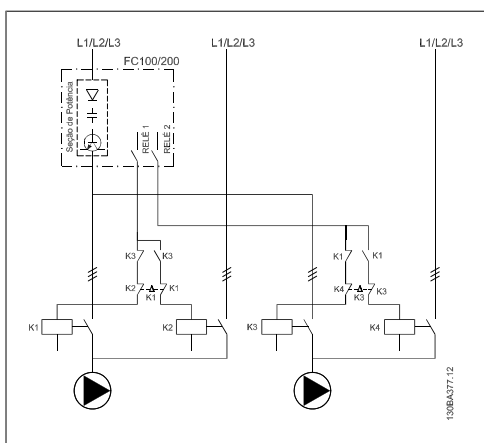 L1/L2/L3
L1/L2/L3
L1/L2/L3
FC100/200
Seção de Potência
RELÉ 1
RELÉ 2
K3
K3
K1
K1
K2
K1
K1
K4
K3
K3
K1
K2
K3
K4
130BA377.12